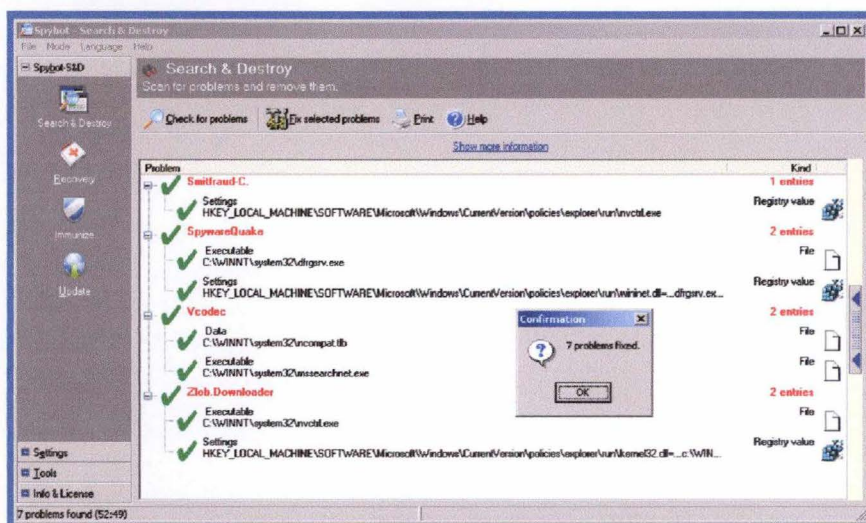 Spybot - Search & Destroy
File Mode Language Help
Spybot-S&D
Search & Destroy
Scan for problems and remove them.
Search & Destroy
Recovery
Immunize
Update
Check for problems Fix selected problems Print Help
Show more information
Problem Kind
Smitfraud-C. 1 entries
Settings Registry value
HKEY_LOCAL_MACHINE\SOFTWARE\Microsoft\Windows\CurrentVersion\policies\explorer\run\nvctrl.exe
SpywareQuake 2 entries
Executable File
C:\WINNT\system32\dfrgsrv.exe
Settings Registry value
HKEY_LOCAL_MACHINE\SOFTWARE\Microsoft\Windows\CurrentVersion\policies\explorer\run\wininet.dll=...dfrgsrv.ex...
Vcodec 2 entries
Data File
C:\WINNT\system32\ncompat.tlb
Executable File
C:\WINNT\system32\mssearchnet.exe
Zlob.Downloader 2 entries
Executable File
C:\WINNT\system32\nvctrl.exe
Settings Registry value
HKEY_LOCAL_MACHINE\SOFTWARE\Microsoft\Windows\CurrentVersion\policies\explorer\run\kernel32.dll=...c:\WIN...
Confirmation
7 problems fixed.
OK
Settings
Tools
Info & License
7 problems found (52:49)